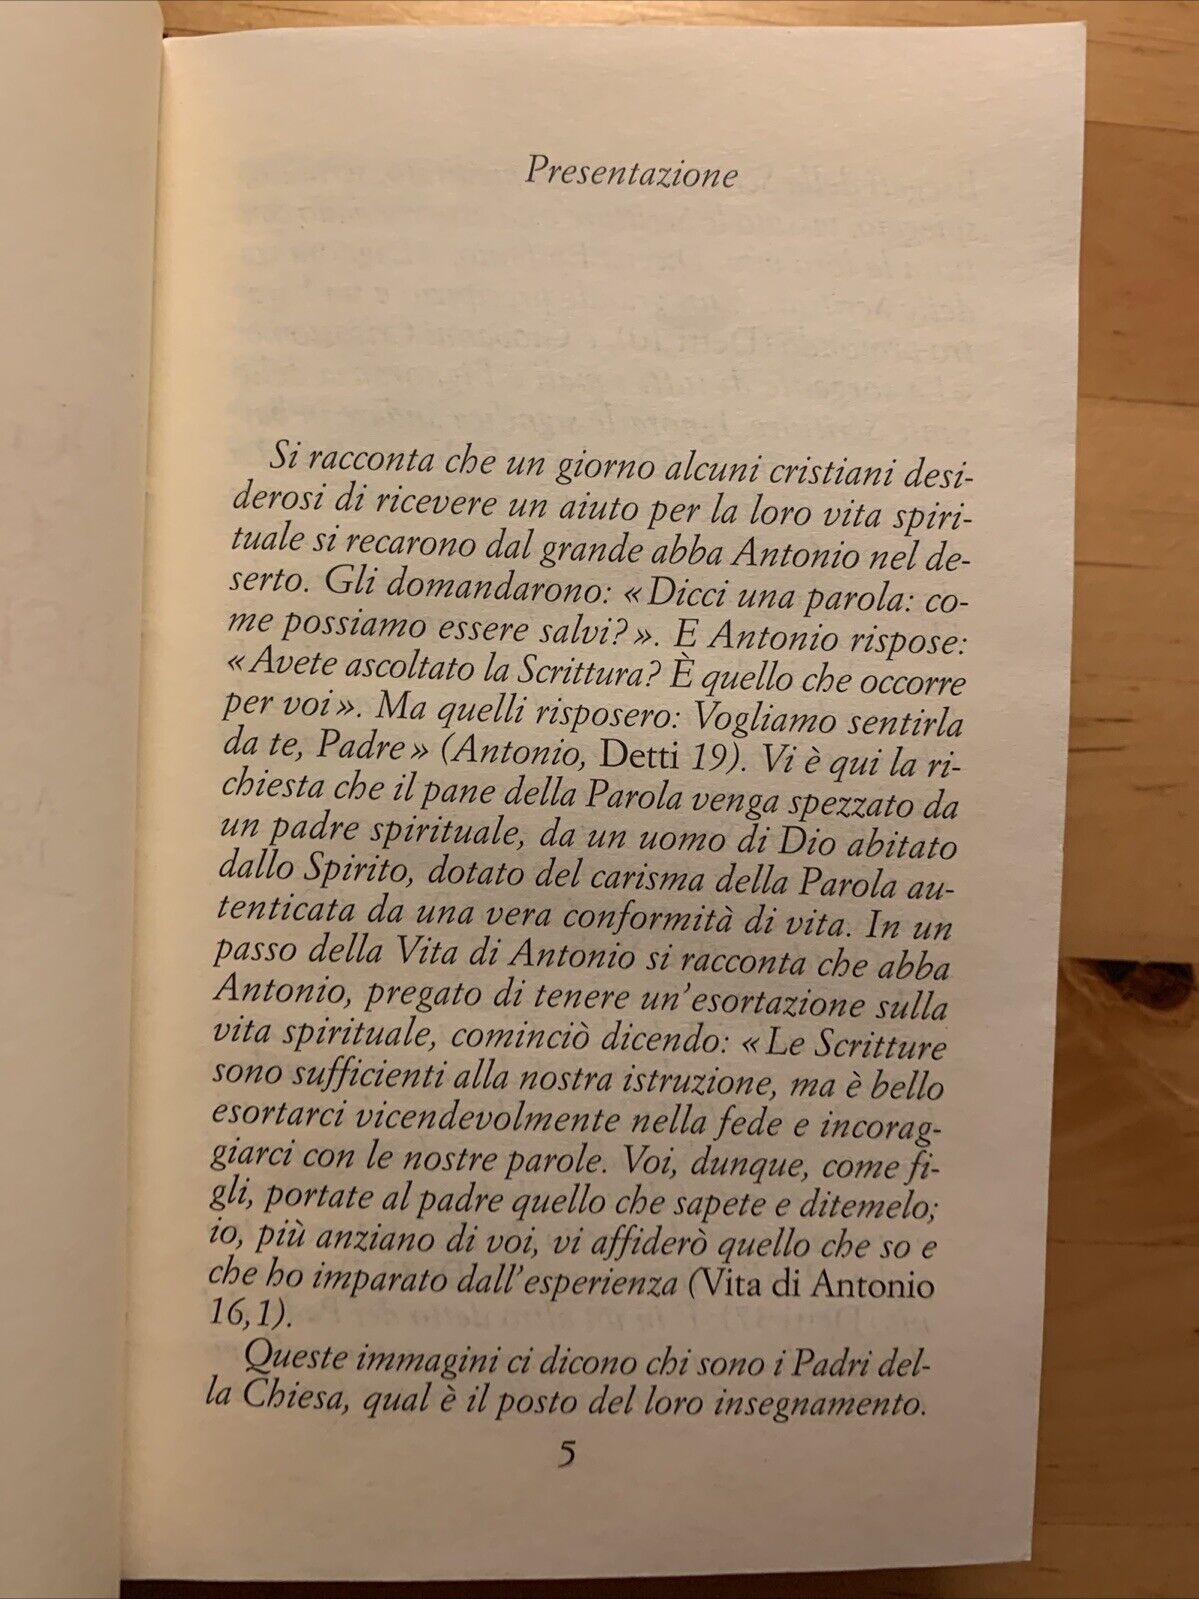 Presentazione
Si racconta che un giorno alcuni cristiani desi-
derosi di ricevere un aiuto per la loro vita spiri-
tuale si recarono dal grande abba Antonio nel de-
serto. Gli domandarono: «Dicci una parola: co-
me possiamo essere salvi?». E Antonio rispose:
«Avete ascoltato la Scrittura? È quello che occorre
per voi». Ma quelli risposero: Vogliamo sentirla
da te, Padre» (Antonio, Detti 19). Vi è qui la ri-
chiesta che il pane della Parola venga spezzato da
un padre spirituale, da un uomo di Dio abitato
dallo Spirito, dotato del carisma della Parola au-
tenticata da una vera conformità di vita. In un
passo della Vita di Antonio si racconta che abba
Antonio, pregato di tenere un'esortazione sulla
vita spirituale, cominciò dicendo: «Le Scritture
sono sufficienti alla nostra istruzione, ma è bello
esortarci vicendevolmente nella fede e incorag-
giarci con le nostre parole. Voi, dunque, come fi-
gli, portate al padre quello che sapete e ditemelo;
io, più anziano di voi, vi affiderò quello che so e
che ho imparato dall'esperienza (Vita di Antonio
16,1).
Queste immagini ci dicono chi sono i Padri del-
la Chiesa, qual è il posto del loro insegnamento.
5